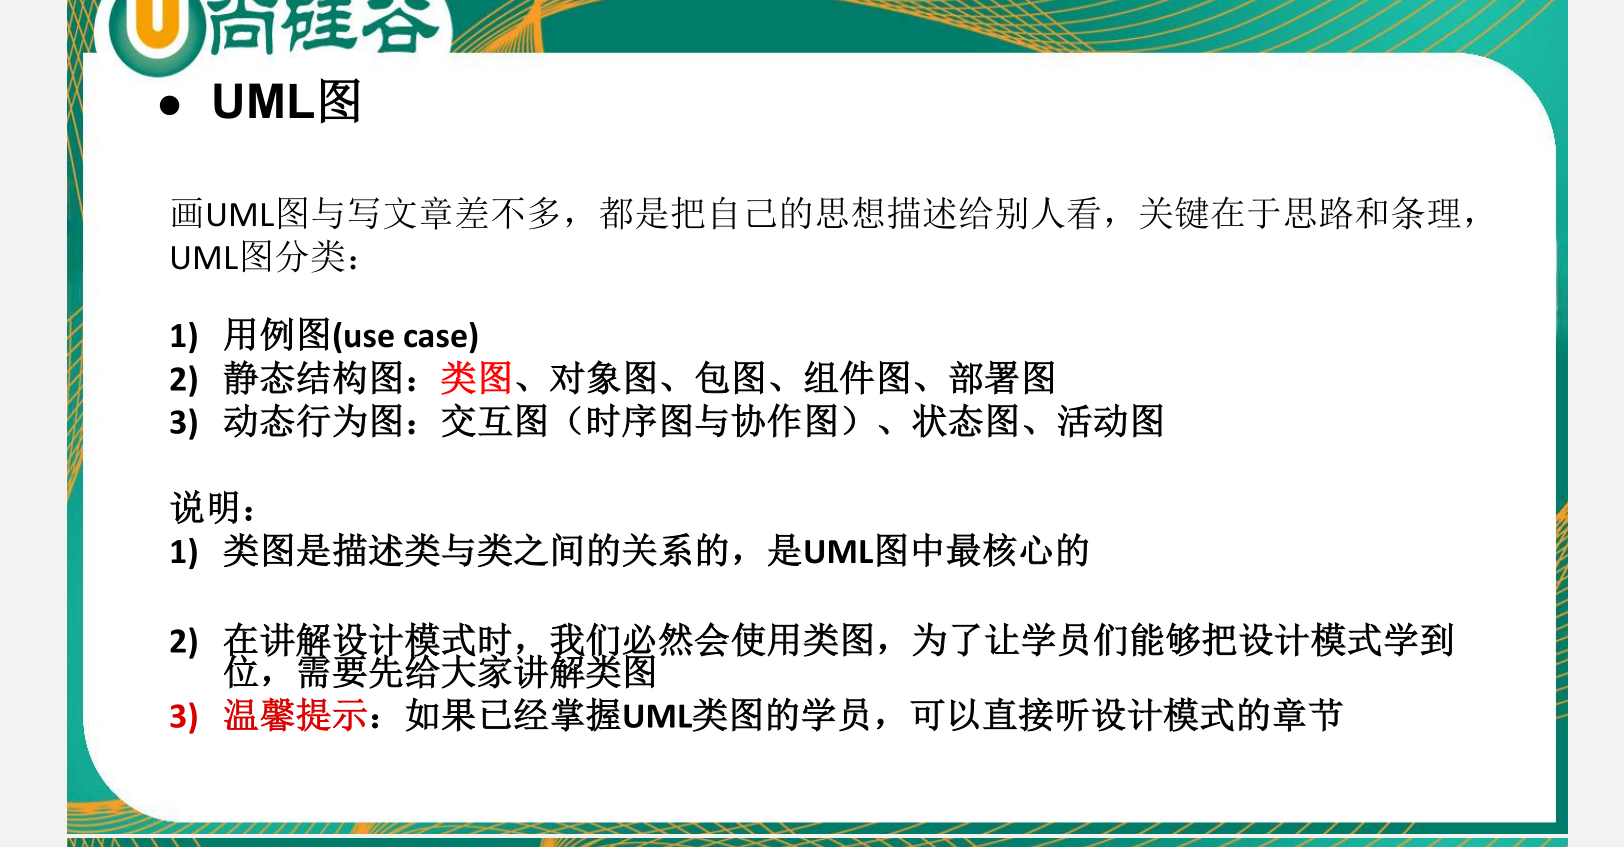 尚硅谷
● UML图
画UML图与写文章差不多，都是把自己的思想描述给别人看，关键在于思路和条理，
UML图分类：
1) 用例图(use case)
2) 静态结构图：类图、对象图、包图、组件图、部署图
3) 动态行为图：交互图（时序图与协作图）、状态图、活动图
说明：
1) 类图是描述类与类之间的关系的，是UML图中最核心的
2) 在讲解设计模式时，我们必然会使用类图，为了让学员们能够把设计模式学到
位，需要先给大家讲解类图
3) 温馨提示：如果已经掌握UML类图的学员，可以直接听设计模式的章节